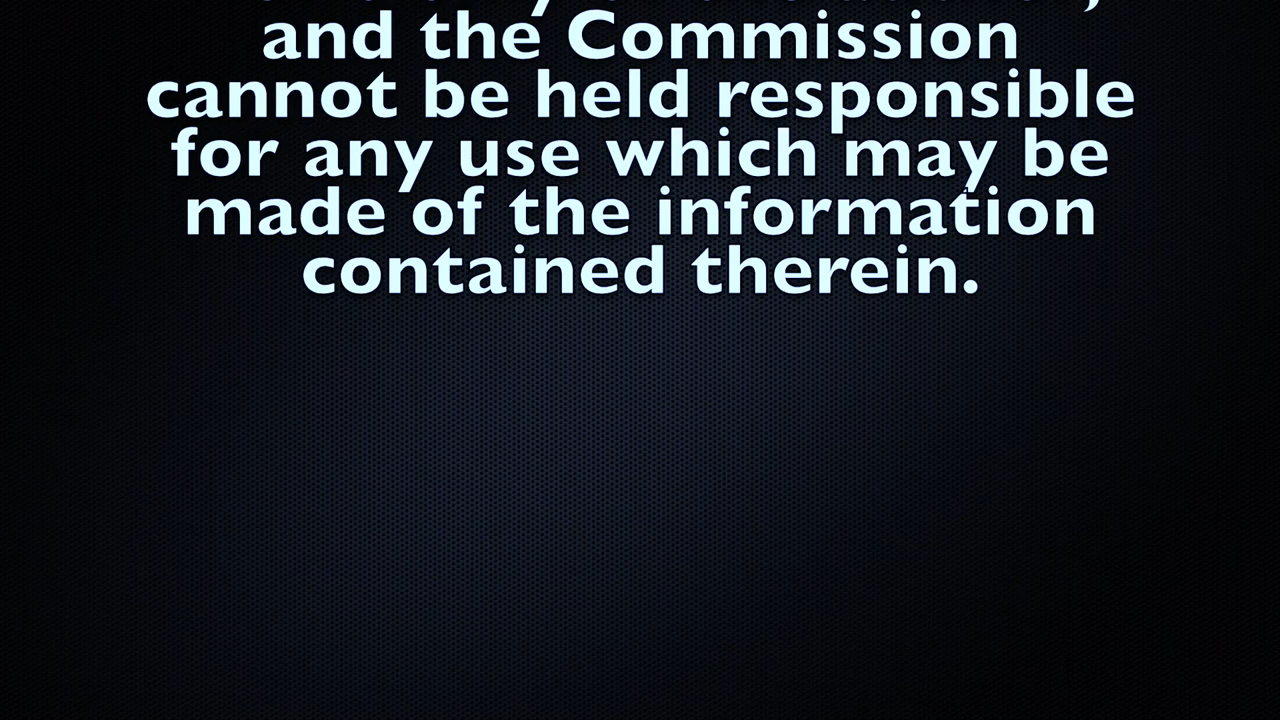 and the Commission
cannot be held responsible
for any use which may be
made of the information
contained therein.